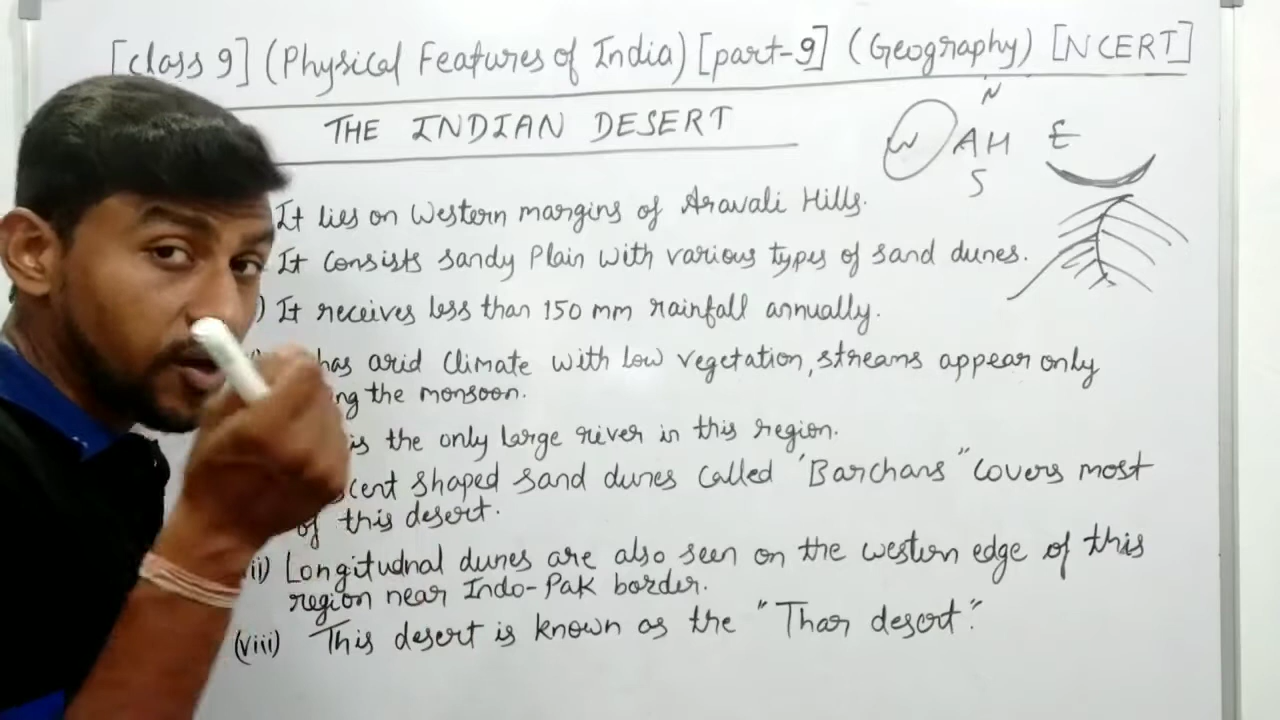 [class 9] (Physical Features of India) [part-9] (Geography) [NCERT]
THE INDIAN DESERT
N
W AH E
S
It lies on Western margins of Aravali Hills.
It consists sandy Plain with various types of sand dunes.
) It receives less than 150 mm rainfall annually.
has arid climate with low vegetation, streams appear only
ng the monsoon.
is the only large river in this region.
scent shaped sand dunes called 'Barchans" covers most
of this desert.
ii) Longitudnal dunes are also seen on the western edge of this
region near Indo-Pak border.
(viii) This desert is known as the "Thar desert".